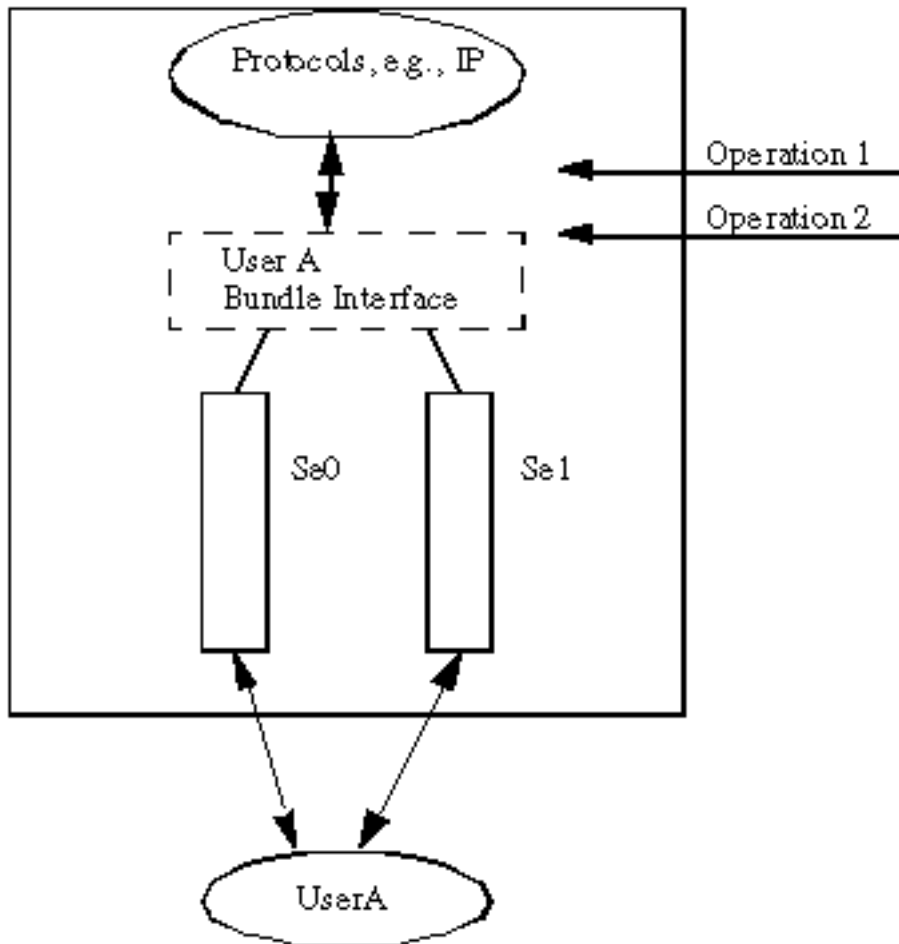 Protocols, e.g., IP
Operation 1
Operation 2
User A
Bundle Interface
Se0
Se1
UserA